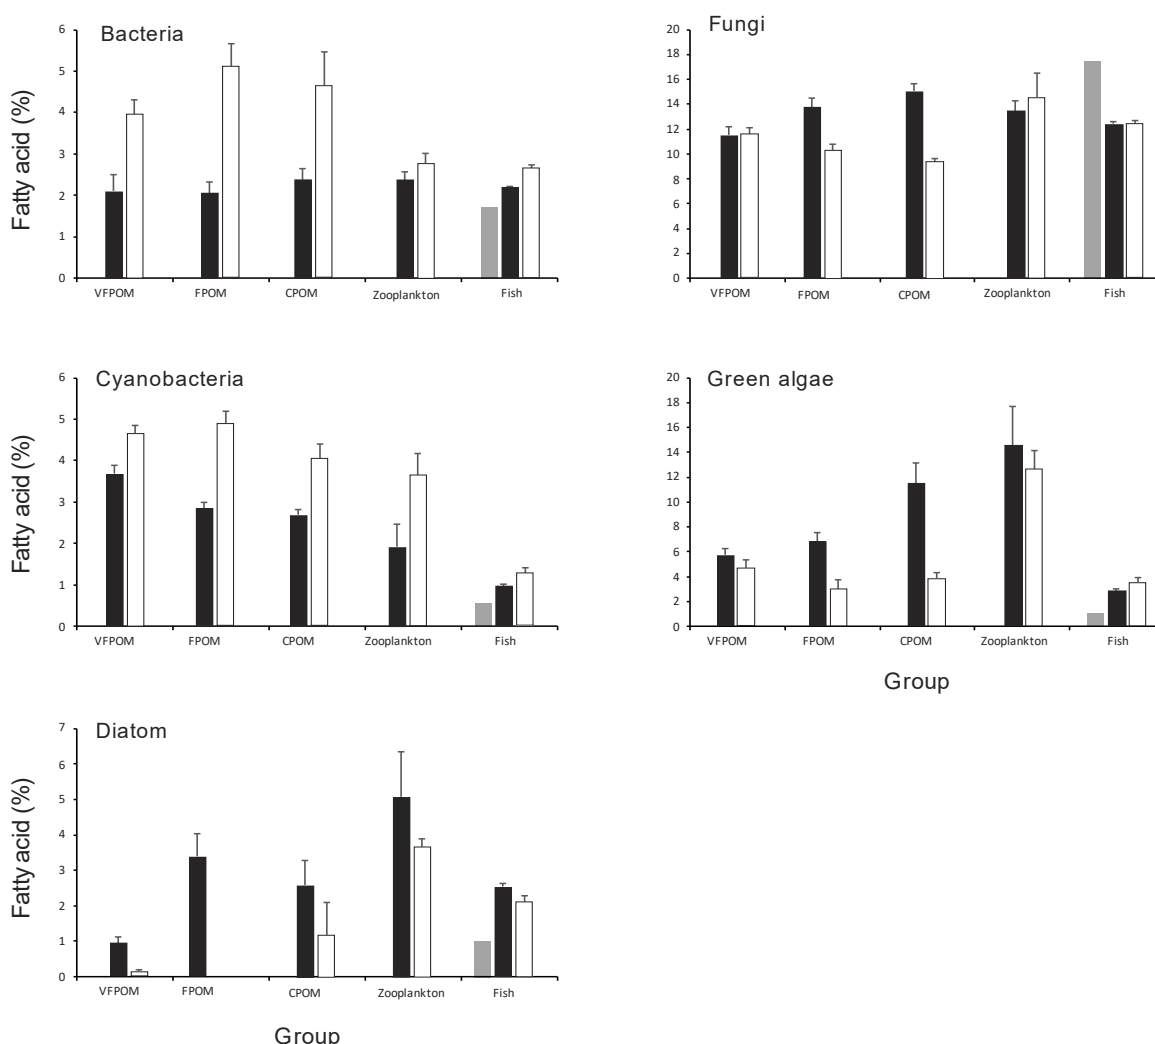 Bacteria
Fatty acid (%)
6
5
4
3
2
1
0
VFPOM FPOM CPOM Zooplankton Fish
Fungi
20
18
16
14
12
10
8
6
4
2
0
VFPOM FPOM CPOM Zooplankton Fish
Cyanobacteria
Fatty acid (%)
6
5
4
3
2
1
0
VFPOM FPOM CPOM Zooplankton Fish
Green algae
20
18
16
14
12
10
8
6
4
2
0
VFPOM FPOM CPOM Zooplankton Fish
Group
Diatom
Fatty acid (%)
7
6
5
4
3
2
1
0
VFPOM FPOM CPOM Zooplankton Fish
Group